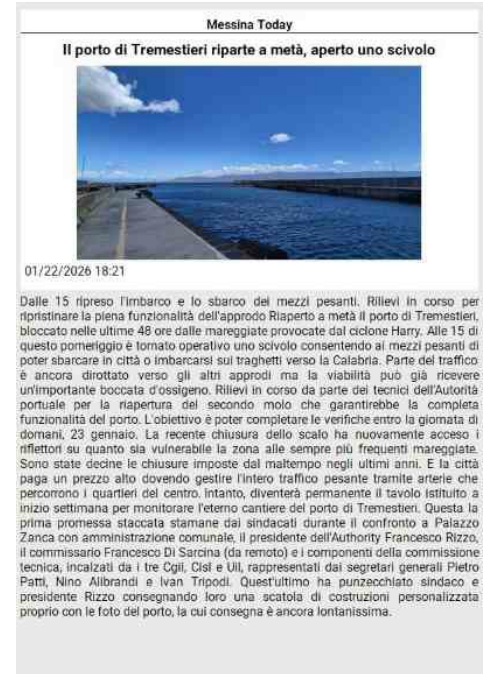 Messina Today
Il porto di Tremestieri riparte a metà, aperto uno scivolo
01/22/2026 18:21
Dalle 15 ripreso l'imbarco e lo sbarco dei mezzi pesanti. Rilievi in corso per
ripristinare la piena funzionalità dell'approdo Riaperto a metà il porto di Tremestieri,
bloccato nelle ultime 48 ore dalle mareggiate provocate dal ciclone Harry. Alle 15 di
questo pomeriggio è tornato operativo uno scivolo consentendo ai mezzi pesanti di
poter sbarcare in città o imbarcarsi sui traghetti verso la Calabria. Parte del traffico
è ancora dirottato verso gli altri approdi ma la viabilità può già ricevere
un'importante boccata d'ossigeno. Rilievi in corso da parte dei tecnici dell'Autorità
portuale per la riapertura del secondo molo che garantirebbe la completa
funzionalità del porto. L'obiettivo è poter completare le verifiche entro la giornata di
domani, 23 gennaio. La recente chiusura dello scalo ha nuovamente acceso i
riflettori su quanto sia vulnerabile la zona alle sempre più frequenti mareggiate.
Sono state decine le chiusure imposte dal maltempo negli ultimi anni. E la città
paga un prezzo alto dovendo gestire l'intero traffico pesante tramite arterie che
percorrono i quartieri del centro. Intanto, diventerà permanente il tavolo istituito a
inizio settimana per monitorare l'eterno cantiere del porto di Tremestieri. Questa la
prima promessa staccata stamane dai sindacati durante il confronto a Palazzo
Zanca con amministrazione comunale, il presidente dell'Authority Francesco Rizzo,
il commissario Francesco Di Sarcina (da remoto) e i componenti della commissione
tecnica, incalzati da i tre Cgil, Cisl e Uil, rappresentati dai segretari generali Pietro
Patti, Nino Alibrandi e Ivan Tripodi. Quest'ultimo ha punzecchiato sindaco e
presidente Rizzo consegnando loro una scatola di costruzioni personalizzata
proprio con le foto del porto, la cui consegna è ancora lontanissima.